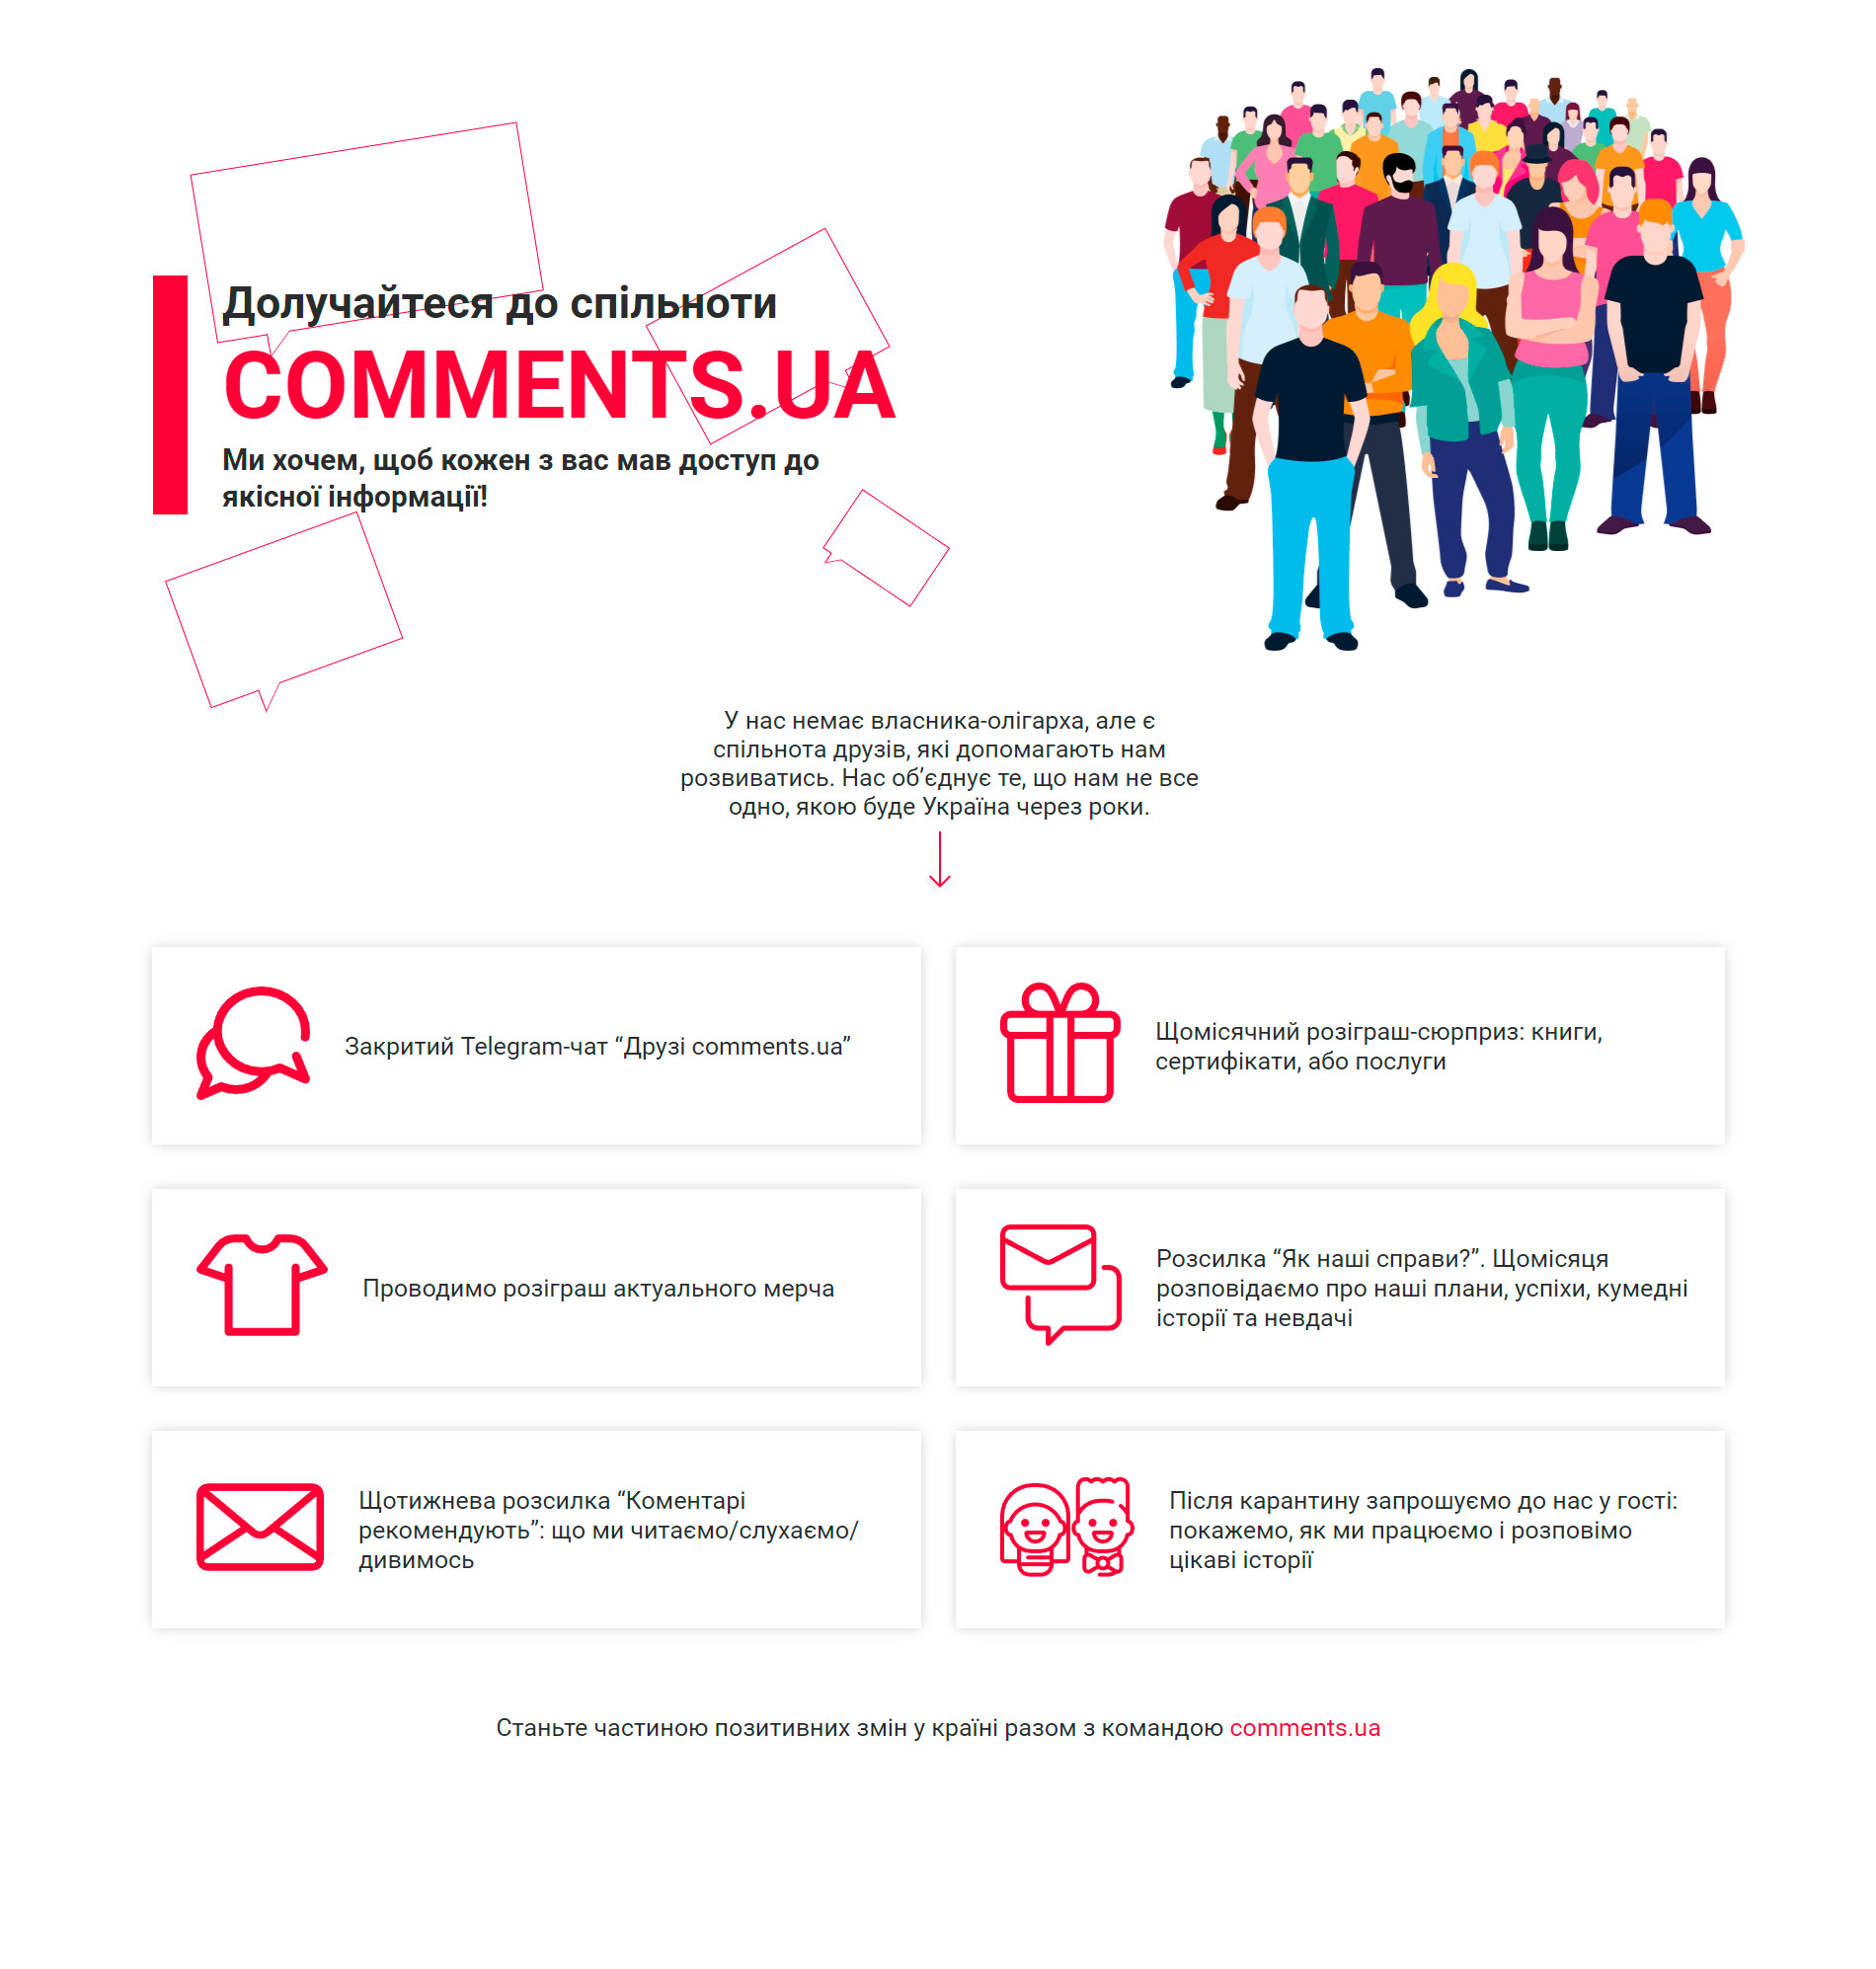 Долучайтеся до спільноти
COMMENTS.UA
Ми хочем, щоб кожен з вас мав доступ до
якісної інформації!
У нас немає власника-олігарха, але є
спільнота друзів, які допомагають нам
розвиватись. Нас об’єднує те, що нам не все
одно, якою буде Україна через роки.
Закритий Telegram-чат “Друзі comments.ua”
Щомісячний розіграш-сюрприз: книги,
сертифікати, або послуги
Проводимо розіграш актуального мерча
Розсилка “Як наші справи?”. Щомісяця
розповідаємо про наші плани, успіхи, кумедні
історії та невдачі
Щотижнева розсилка “Коментарі
рекомендують”: що ми читаємо/слухаємо/
дивимось
Після карантину запрошуємо до нас у гості:
покажемо, як ми працюємо і розповімо
цікаві історії
Станьте частиною позитивних змін у країні разом з командою comments.ua